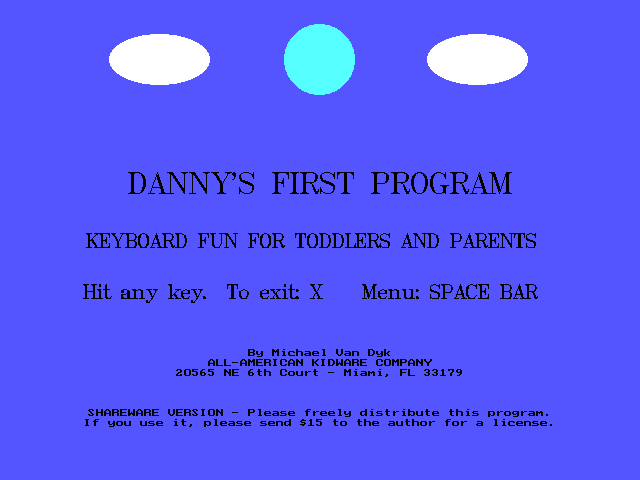 DANNY'S FIRST PROGRAM
KEYBOARD FUN FOR TODDLERS AND PARENTS
Hit any key. To exit: X Menu: SPACE BAR
By Michael Van Dyk
ALL-AMERICAN KIDWARE COMPANY
20565 NE 6th Court - Miami, FL 33179
SHAREWARE VERSION - Please freely distribute this program.
If you use it, please send $15 to the author for a license.